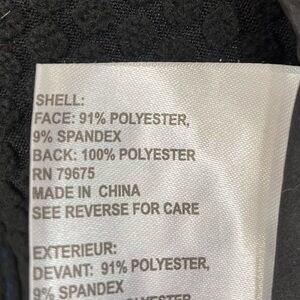 SHELL:
FACE: 91% POLYESTER,
9% SPANDEX
BACK: 100% POLYESTER
RN 79675
MADE IN CHINA
SEE REVERSE FOR CARE
EXTERIEUR:
DEVANT: 91% POLYESTER,
9% SPANDEX
POLYESTER